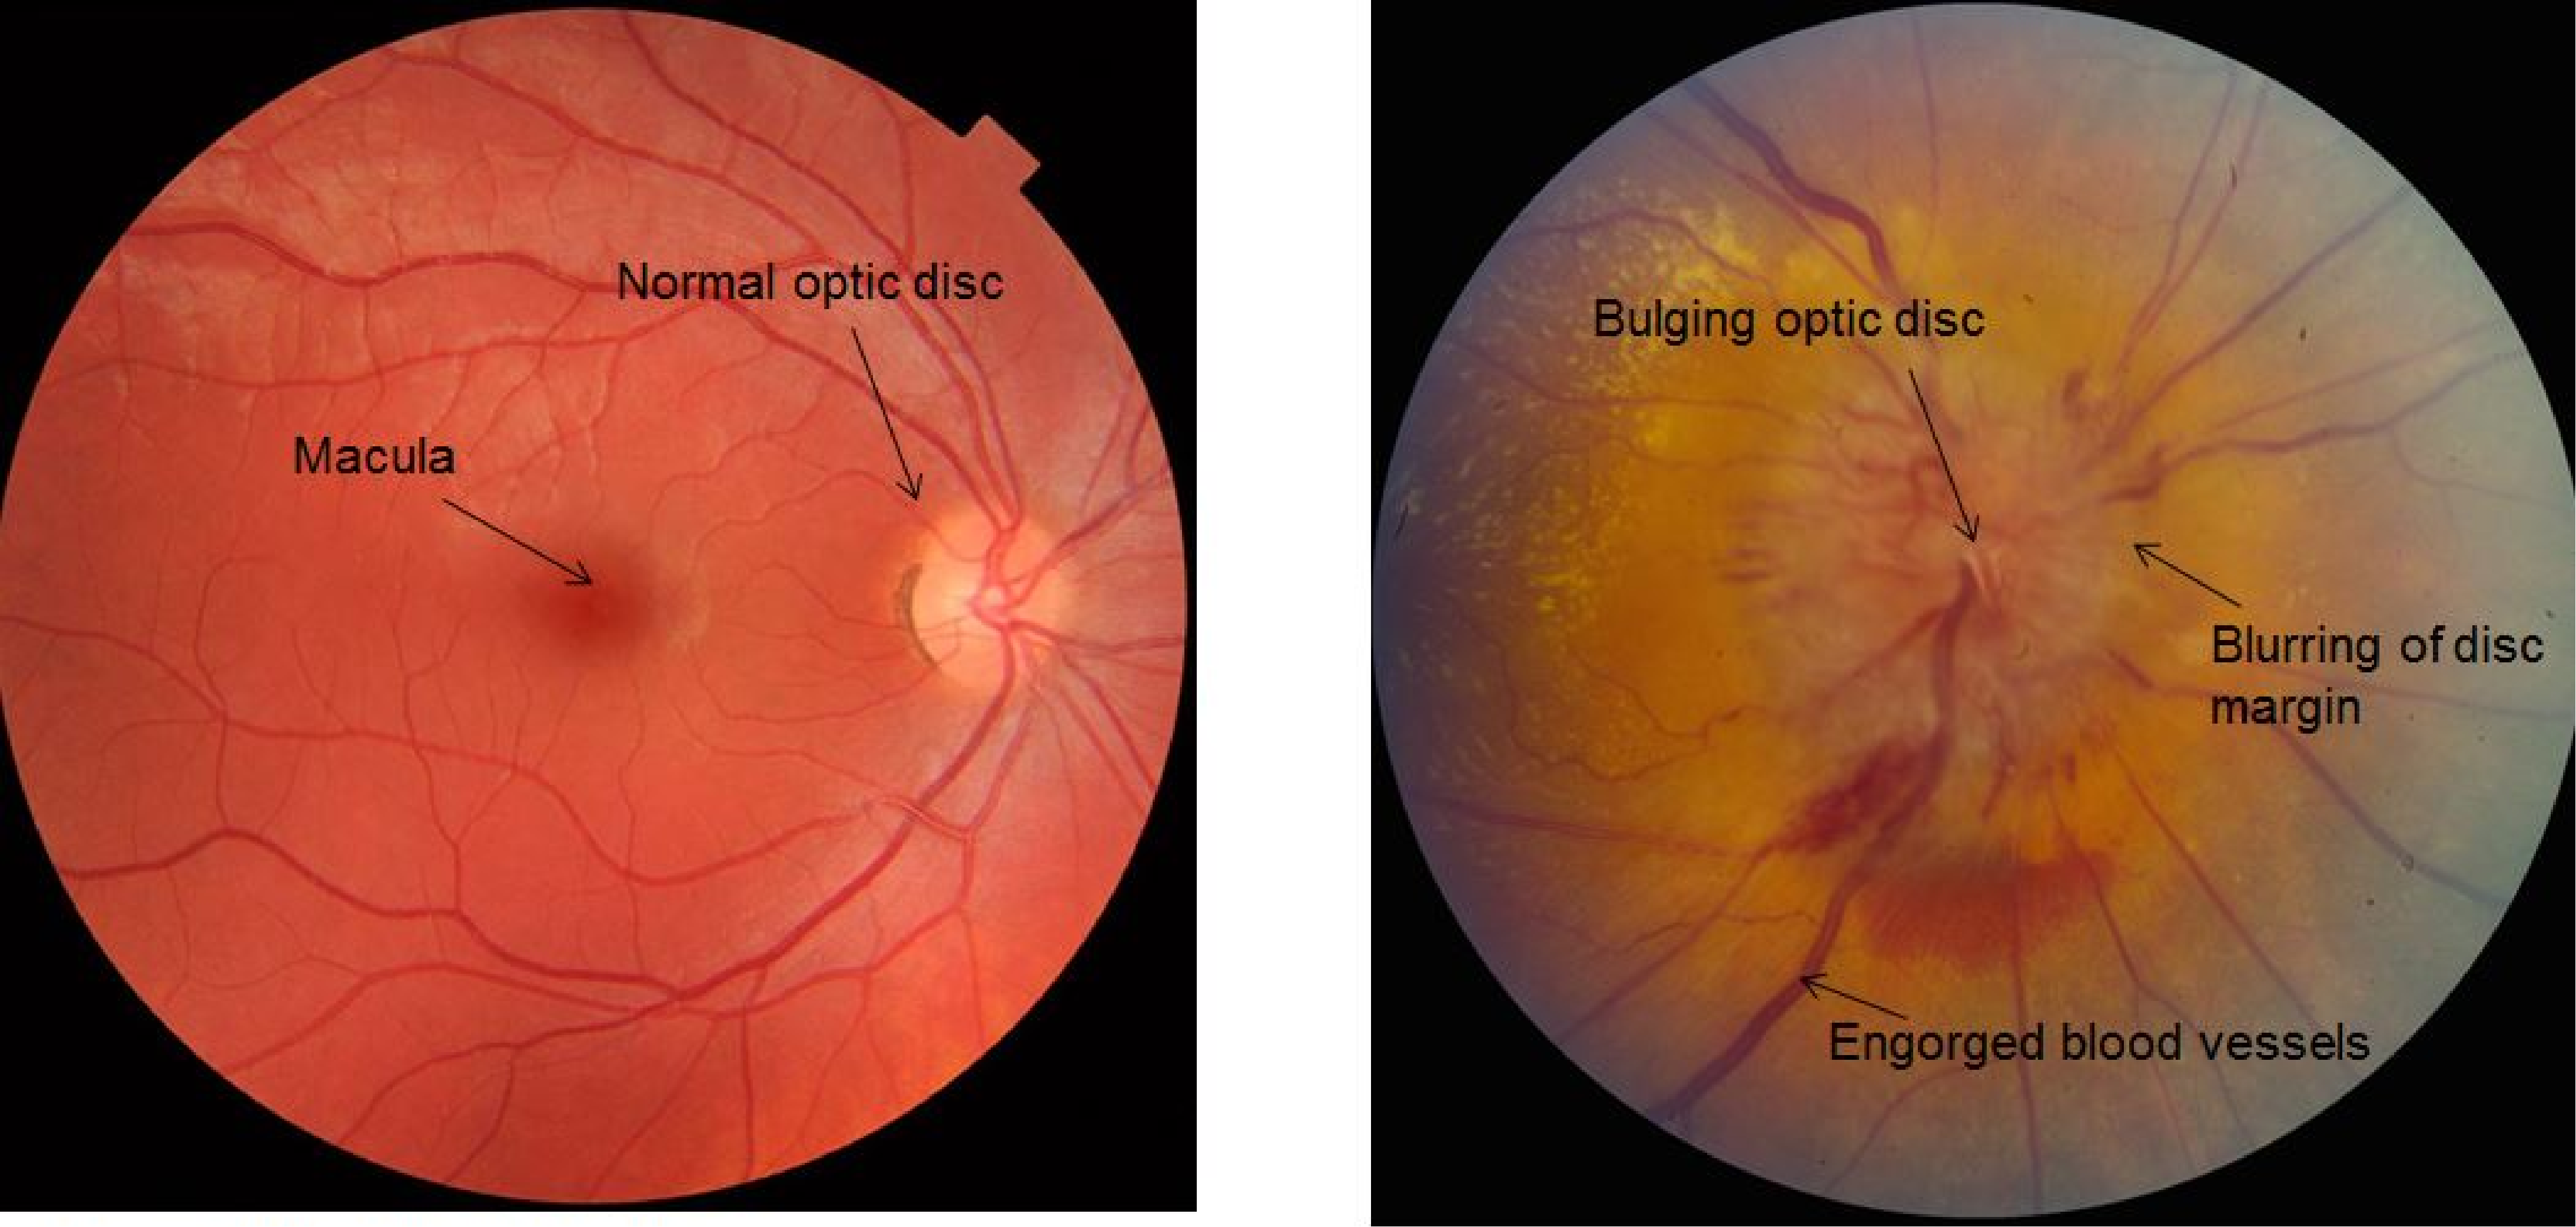 Normal optic disc
Macula
Bulging optic disc
Blurring of disc
margin
Engorged blood vessels